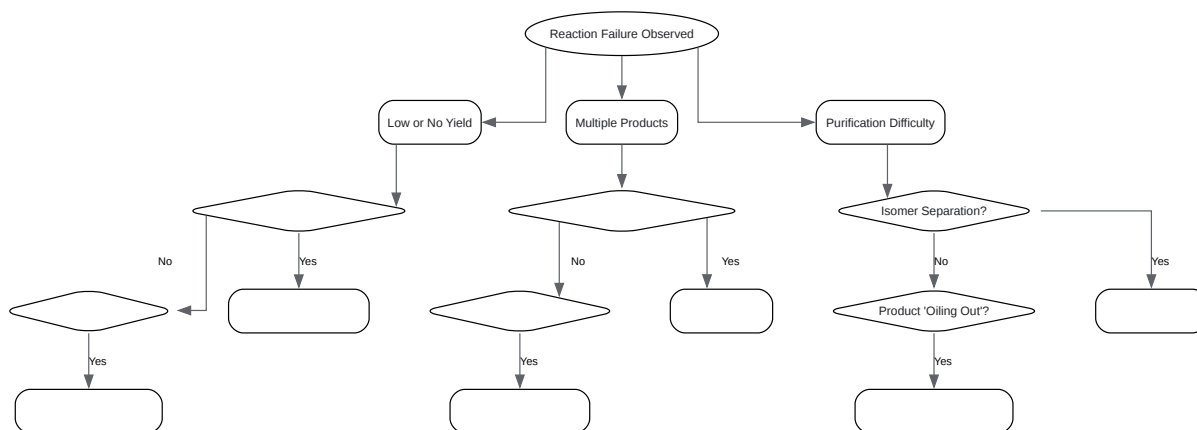 Reaction Failure Observed
Low or No Yield
Multiple Products
Purification Difficulty
Isomer Separation?
No
Yes
No
Yes
No
Yes
Product 'Oiling Out'?
Yes
Yes
Yes